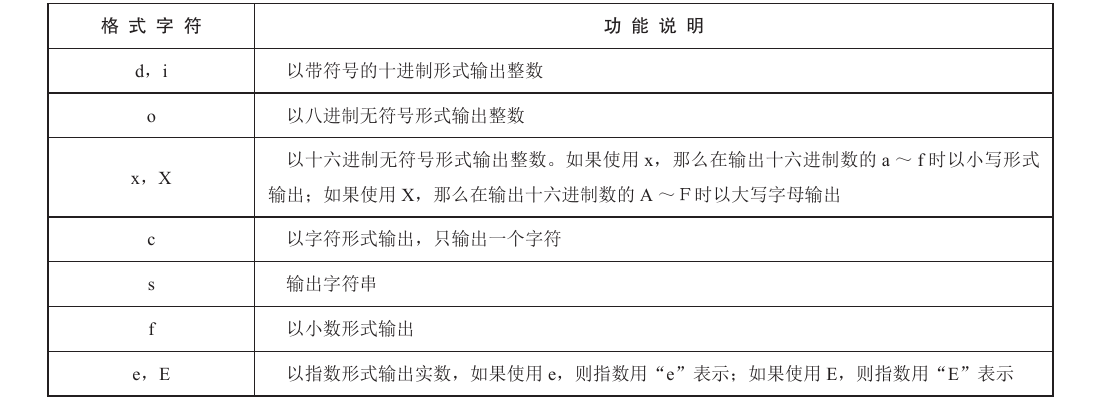 格式字符 功能说明
d，i 以带符号的十进制形式输出整数
o 以八进制无符号形式输出整数
x，X 以十六进制无符号形式输出整数。如果使用 x，那么在输出十六进制数的 a ～ f 时以小写形式
输出；如果使用 X，那么在输出十六进制数的 A ～ F 时以大写字母输出
c 以字符形式输出，只输出一个字符
s 输出字符串
f 以小数形式输出
e，E 以指数形式输出实数，如果使用 e，则指数用“e”表示；如果使用 E，则指数用“E”表示